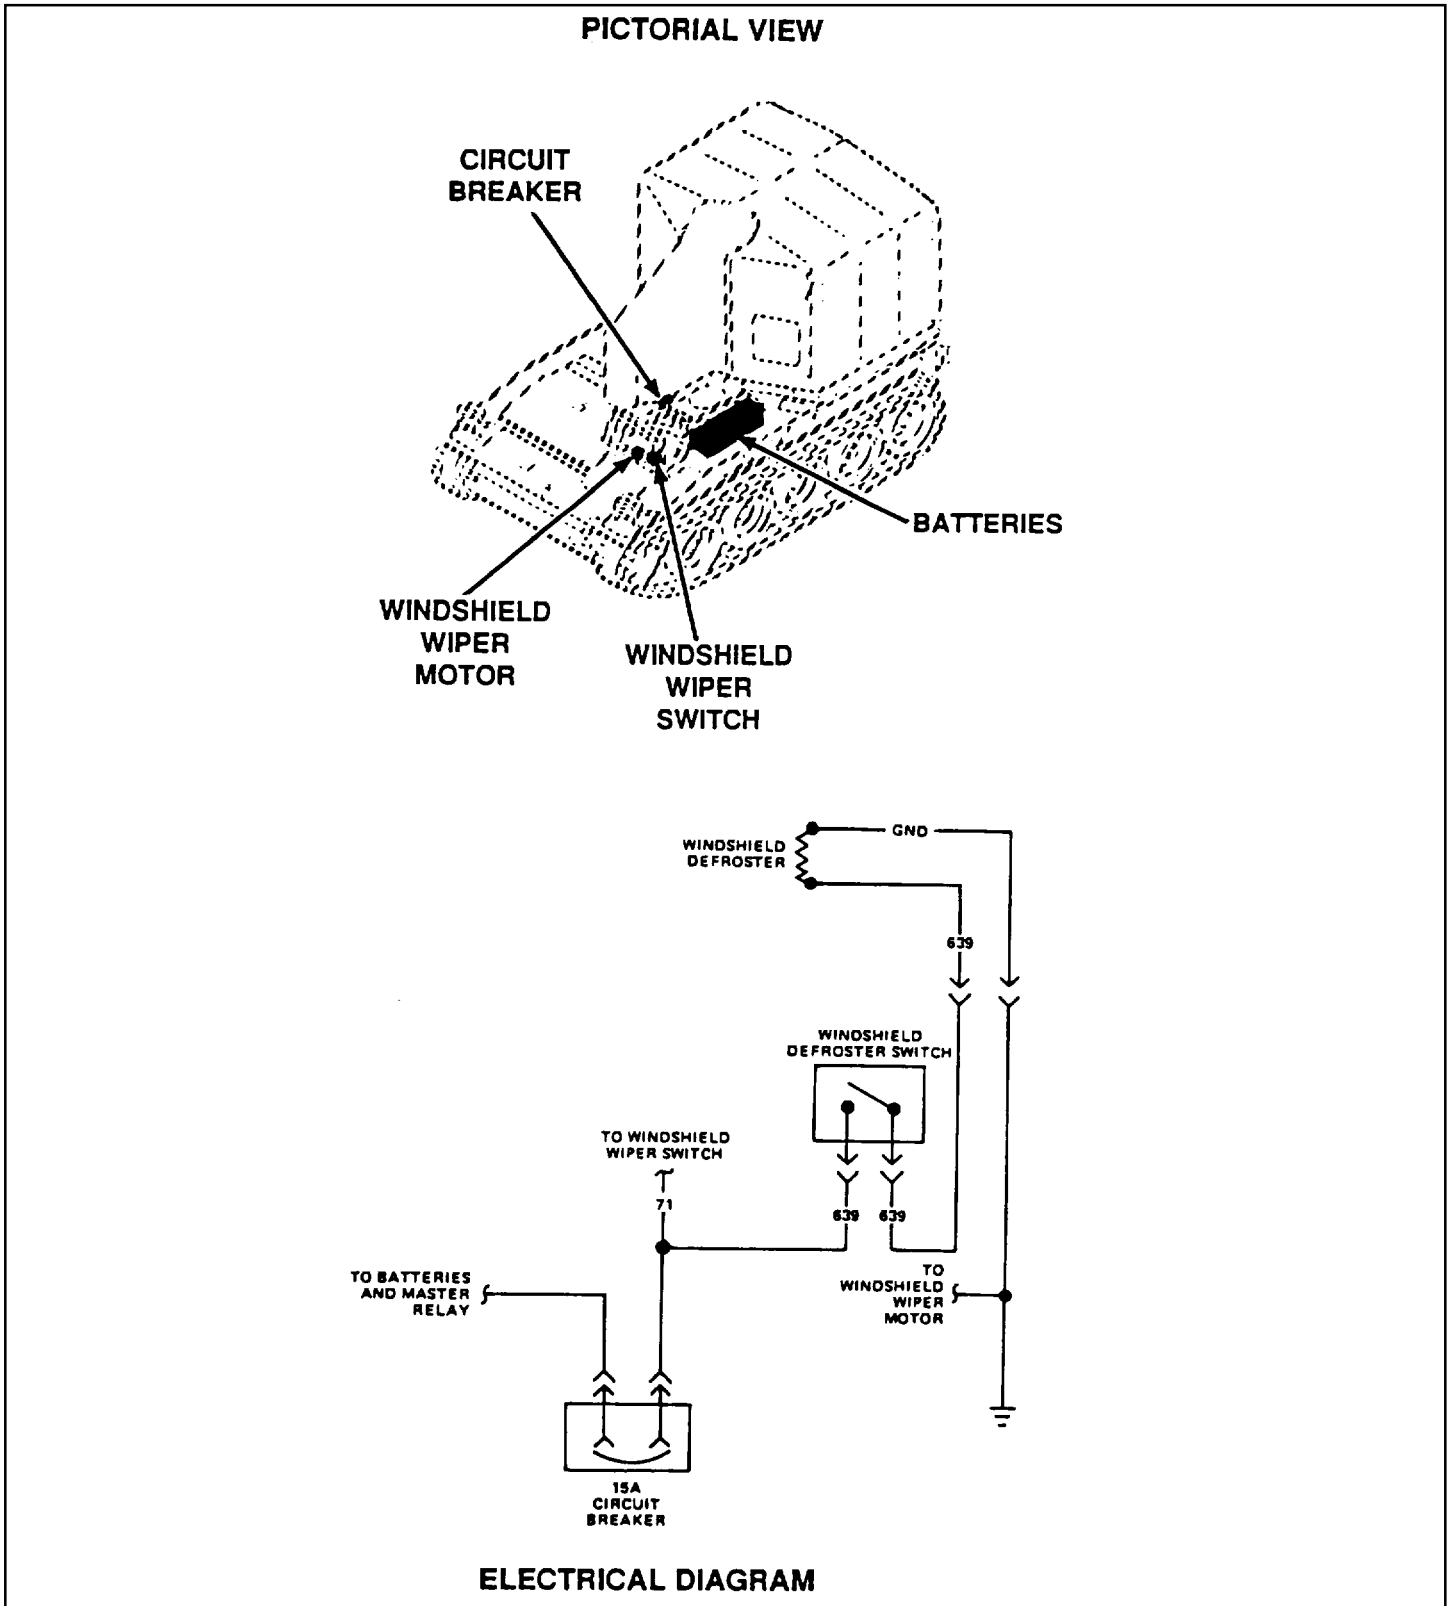 PICTORIAL VIEW
CIRCUIT
BREAKER
BATTERIES
WINDSHIELD
WIPER
MOTOR
WINDSHIELD
WIPER
SWITCH
GND
WINDSHIELD
DEFROSTER
639
WINDSHIELD
DEFROSTER SWITCH
TO WINDSHIELD
WIPER SWITCH
71
639
639
TO BATTERIES
AND MASTER
RELAY
TO
WINDSHIELD
WIPER
MOTOR
15A
CIRCUIT
BREAKER
ELECTRICAL DIAGRAM